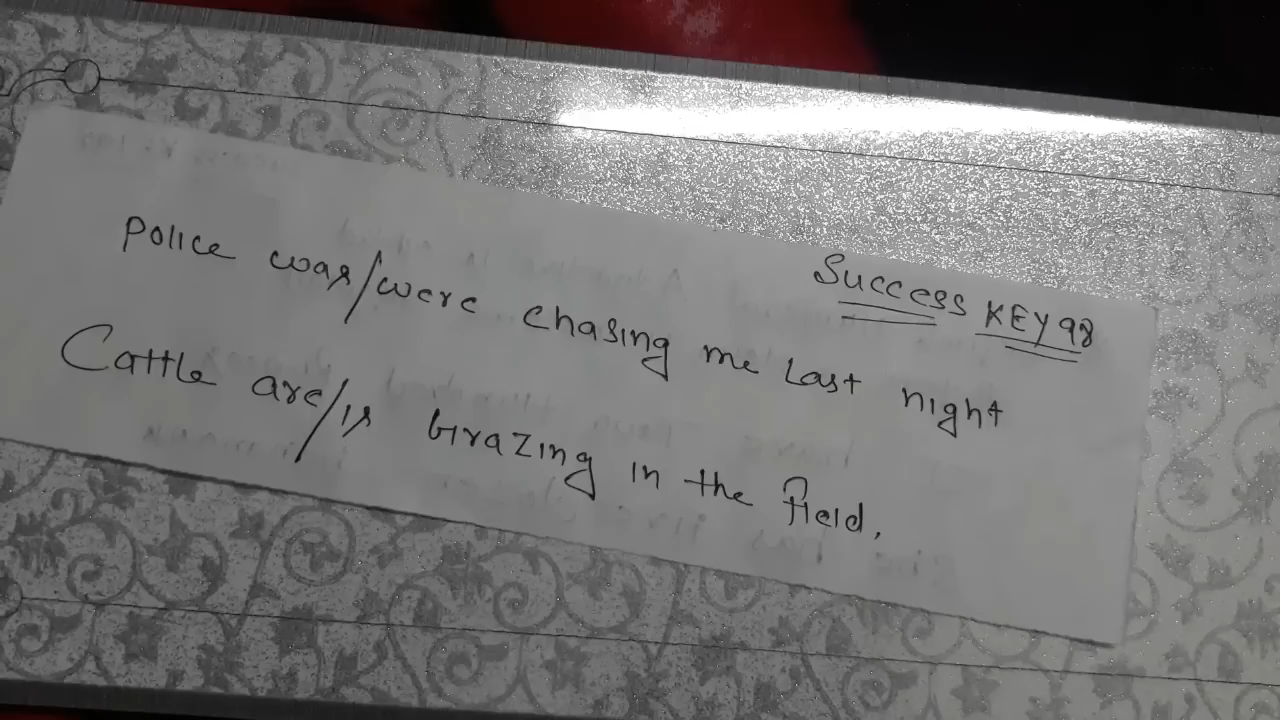 Success KEY98
Police was/were chasing me Last night
Cattle are/is Grazing in the field.